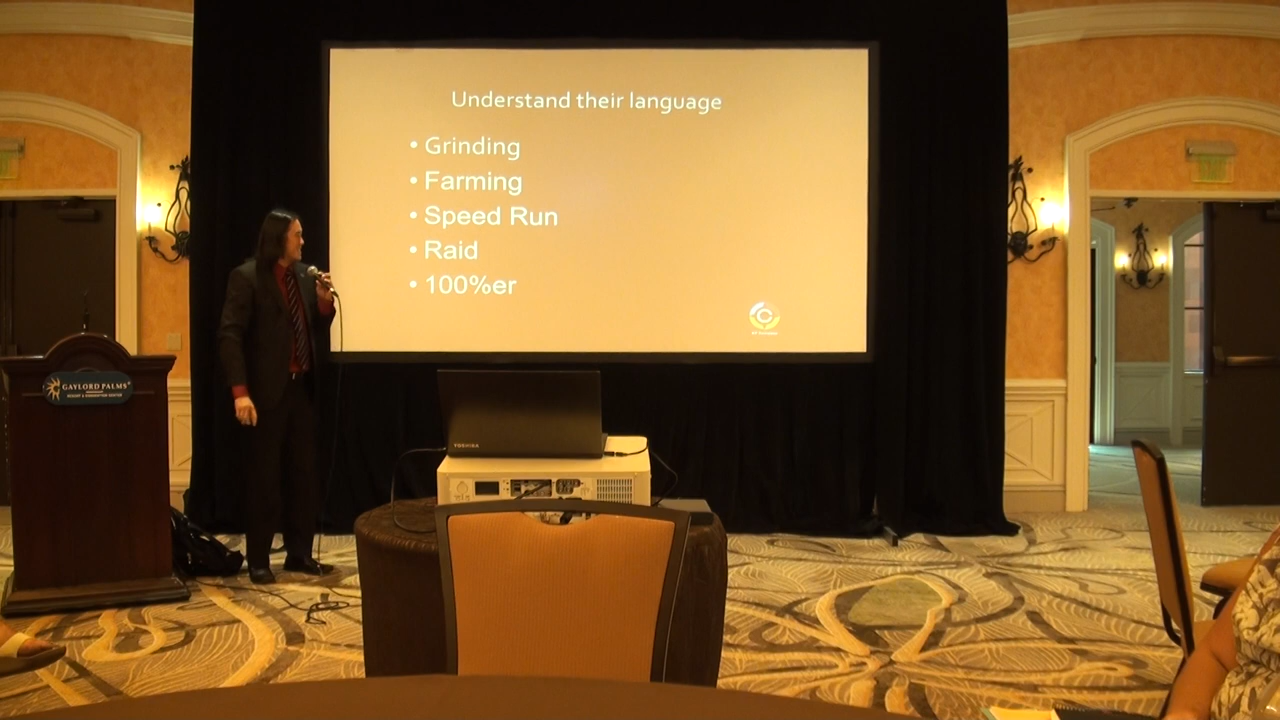 Understand their language
• Grinding
• Farming
• Speed Run
• Raid
• 100%er
C
GAYLORD PALMS
TOSHIBA